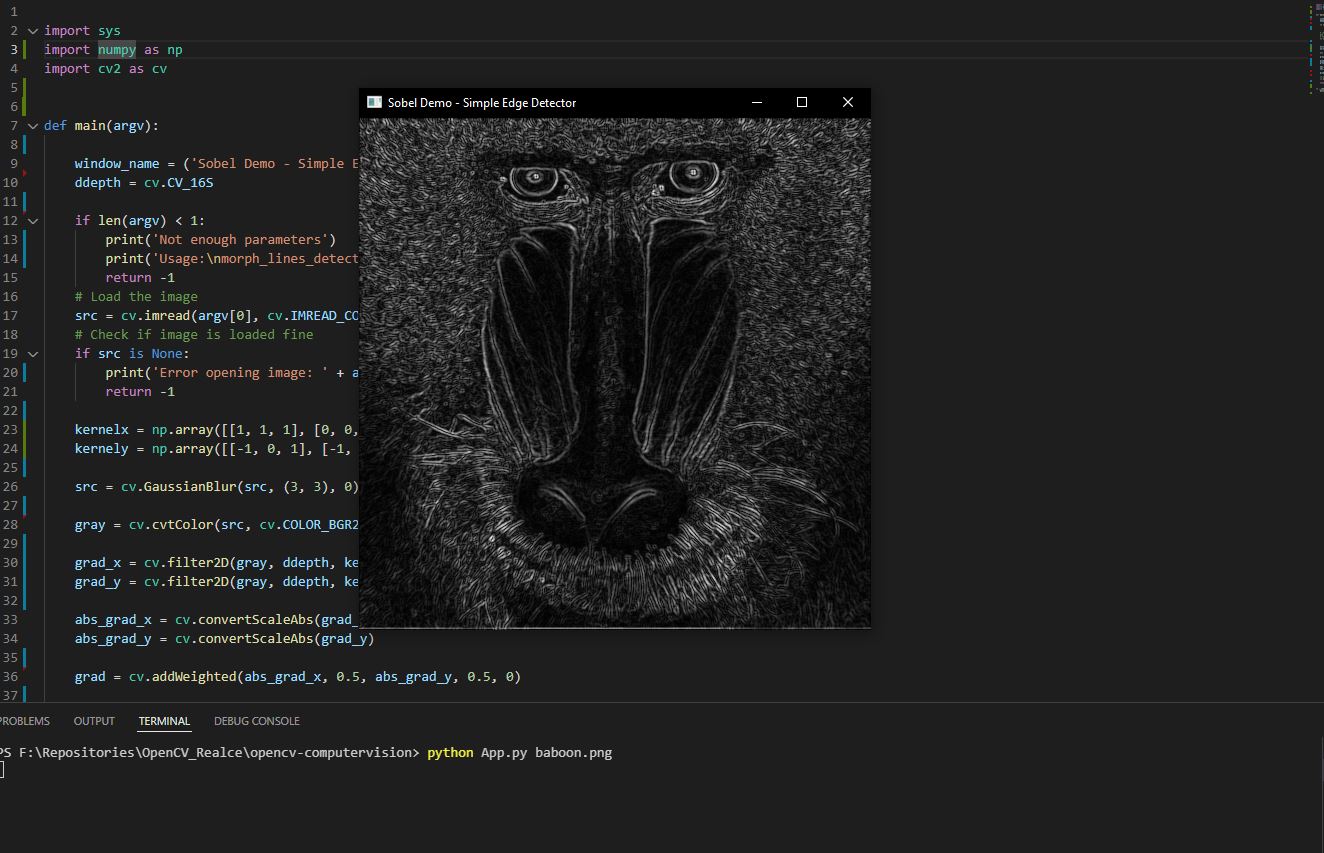 1
2 import sys
3 import numpy as np
4 import cv2 as cv
5
6
7 def main(argv):
8
9 window_name = ('Sobel Demo - Simple E
10 ddepth = cv.CV_16S
11
12 if len(argv) < 1:
13 print('Not enough parameters')
14 print('Usage:\nmorph_lines_detect
15 return -1
16 # Load the image
17 src = cv.imread(argv[0], cv.IMREAD_CO
18 # Check if image is loaded fine
19 if src is None:
20 print('Error opening image: ' + a
21 return -1
22
23 kernelx = np.array([[1, 1, 1], [0, 0,
24 kernely = np.array([[-1, 0, 1], [-1,
25
26 src = cv.GaussianBlur(src, (3, 3), 0)
27
28 gray = cv.cvtColor(src, cv.COLOR_BGR2
29
30 grad_x = cv.filter2D(gray, ddepth, ke
31 grad_y = cv.filter2D(gray, ddepth, ke
32
33 abs_grad_x = cv.convertScaleAbs(grad_
34 abs_grad_y = cv.convertScaleAbs(grad_y)
35
36 grad = cv.addWeighted(abs_grad_x, 0.5, abs_grad_y, 0.5, 0)
37
Sobel Demo - Simple Edge Detector
PROBLEMS OUTPUT TERMINAL DEBUG CONSOLE
PS F:\Repositories\OpenCV_Realce\opencv-computervision> python App.py baboon.png